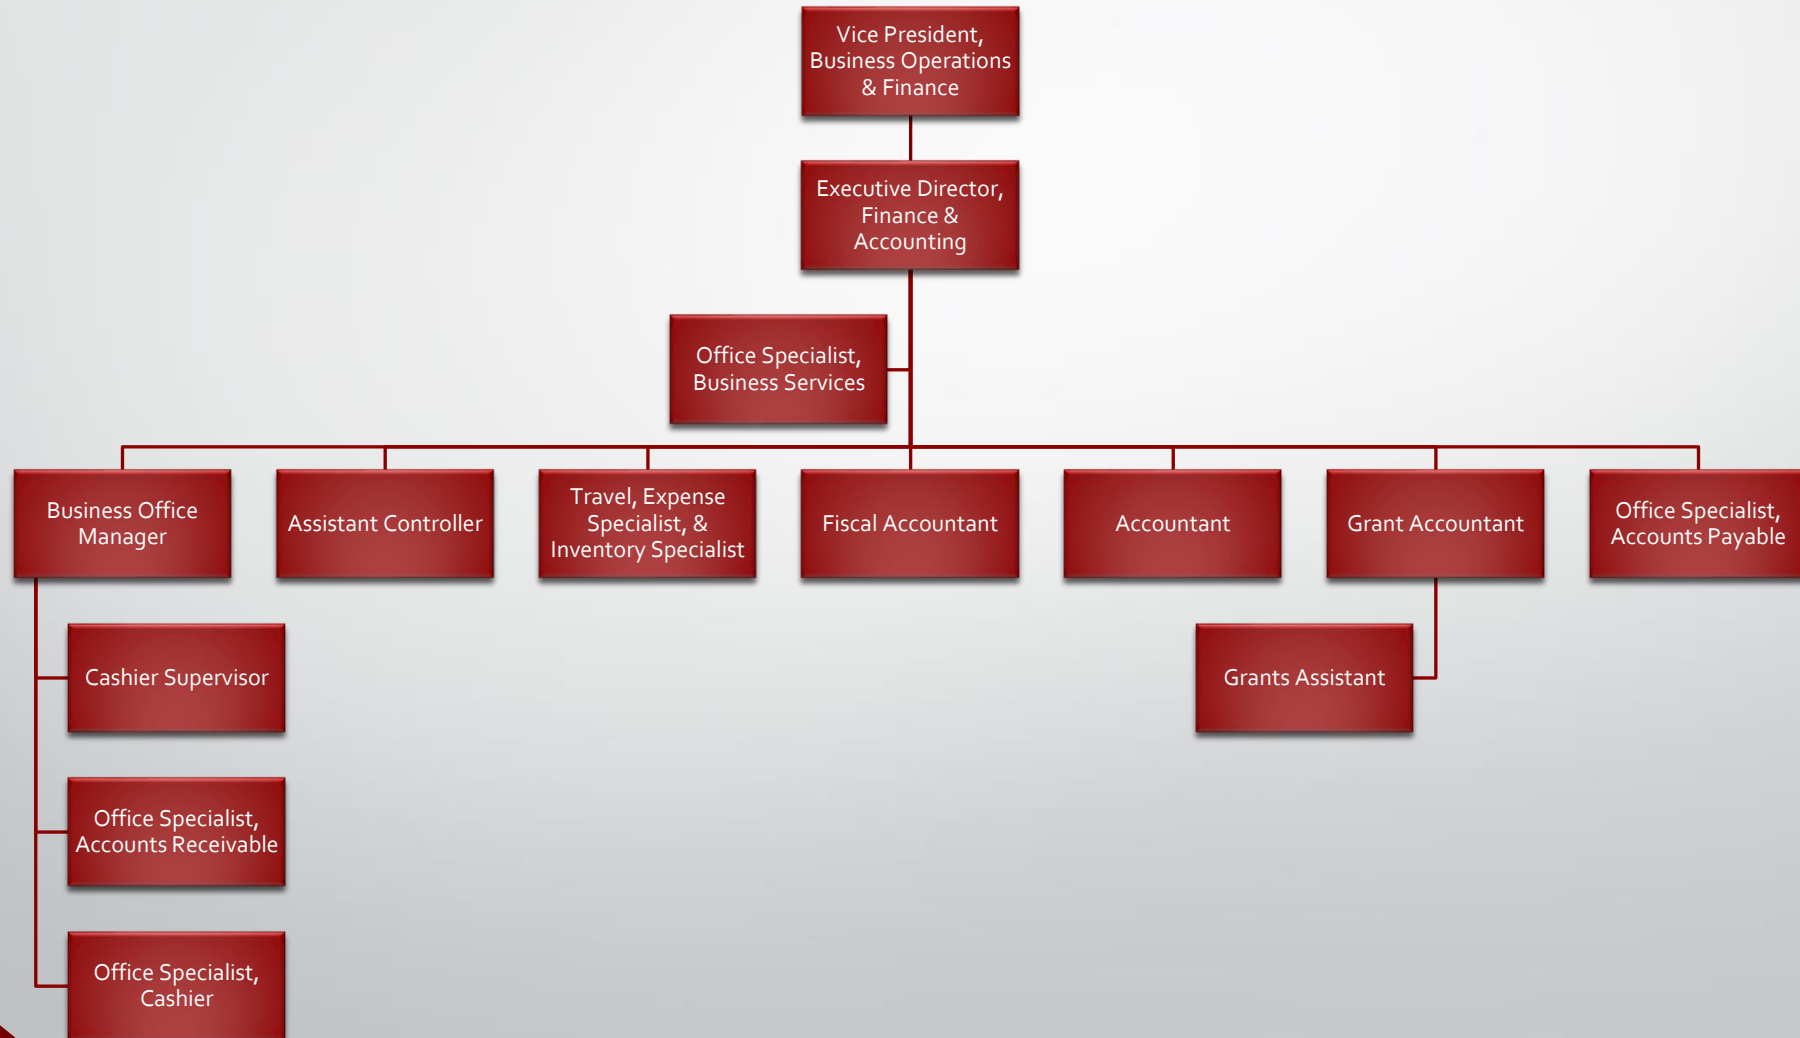 Vice President,
Business Operations
& Finance
Executive Director,
Finance &
Accounting
Office Specialist,
Business Services
Business Office
Manager
Assistant Controller
Travel, Expense
Specialist, &
Inventory Specialist
Fiscal Accountant
Accountant
Grant Accountant
Office Specialist,
Accounts Payable
Cashier Supervisor
Grants Assistant
Office Specialist,
Accounts Receivable
Office Specialist,
Cashier